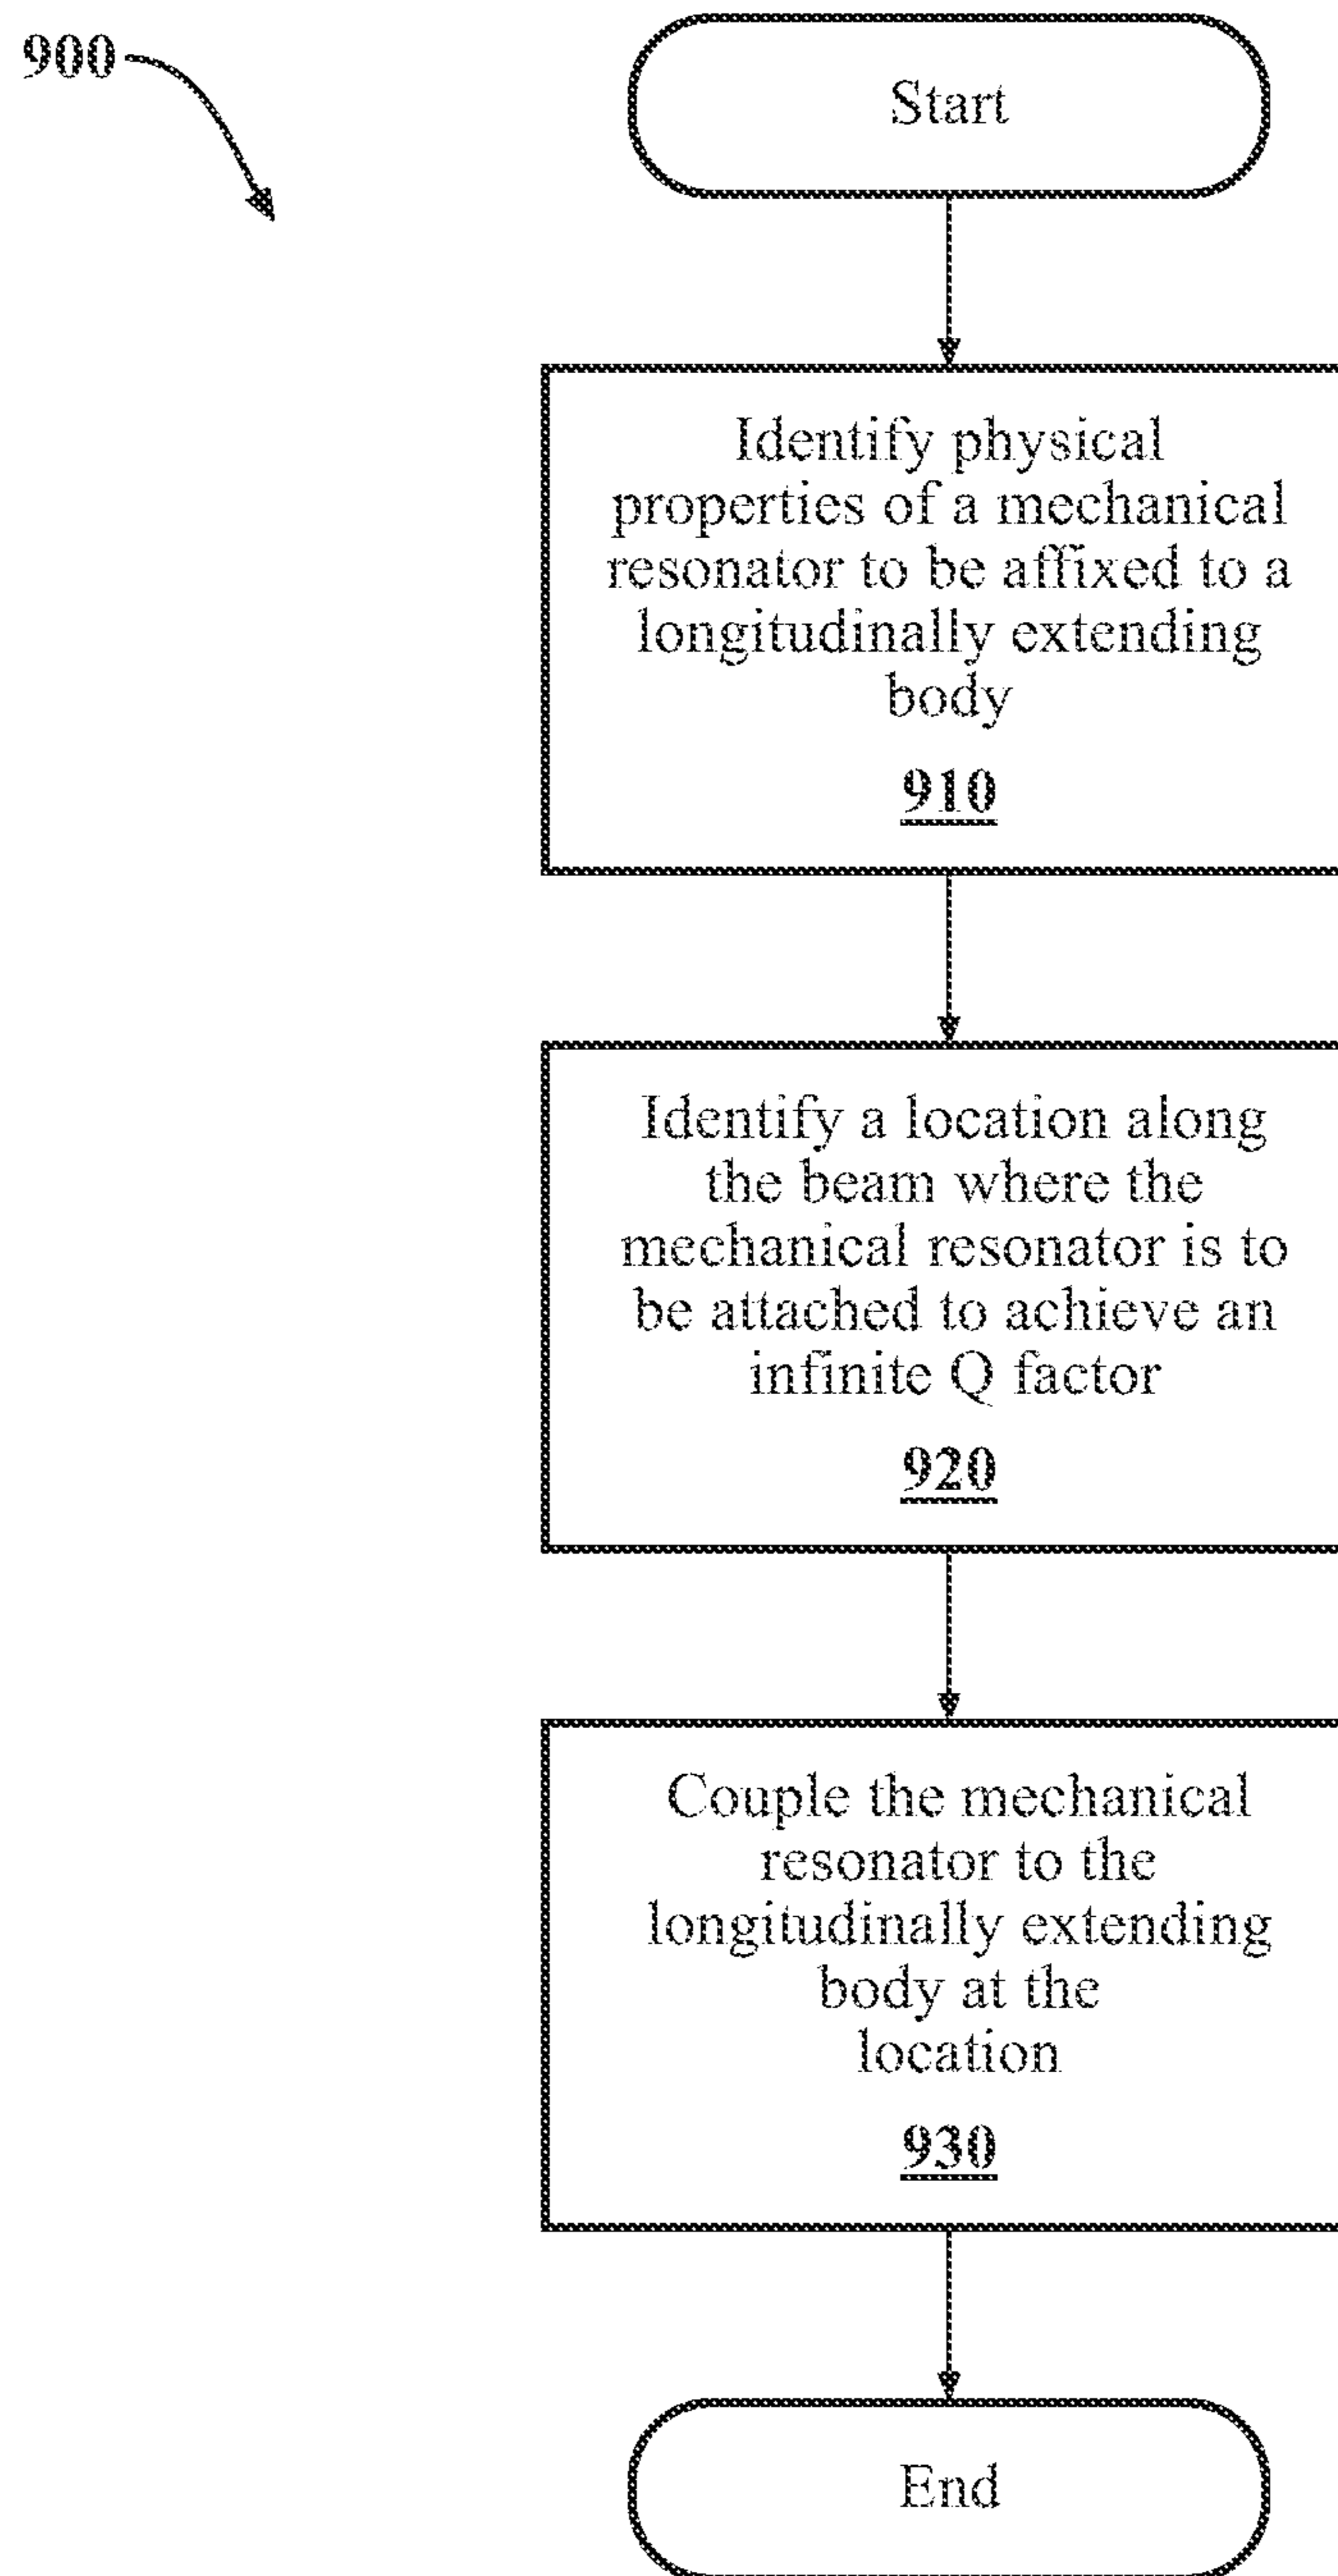 900
Start
Identify physical
properties of a mechanical
resonator to be affixed to a
longitudinally extending
body
910
Identify a location along
the beam where the
mechanical resonator is to
be attached to achieve an
infinite Q factor
920
Couple the mechanical
resonator to the
longitudinally extending
body at the
location
930
End